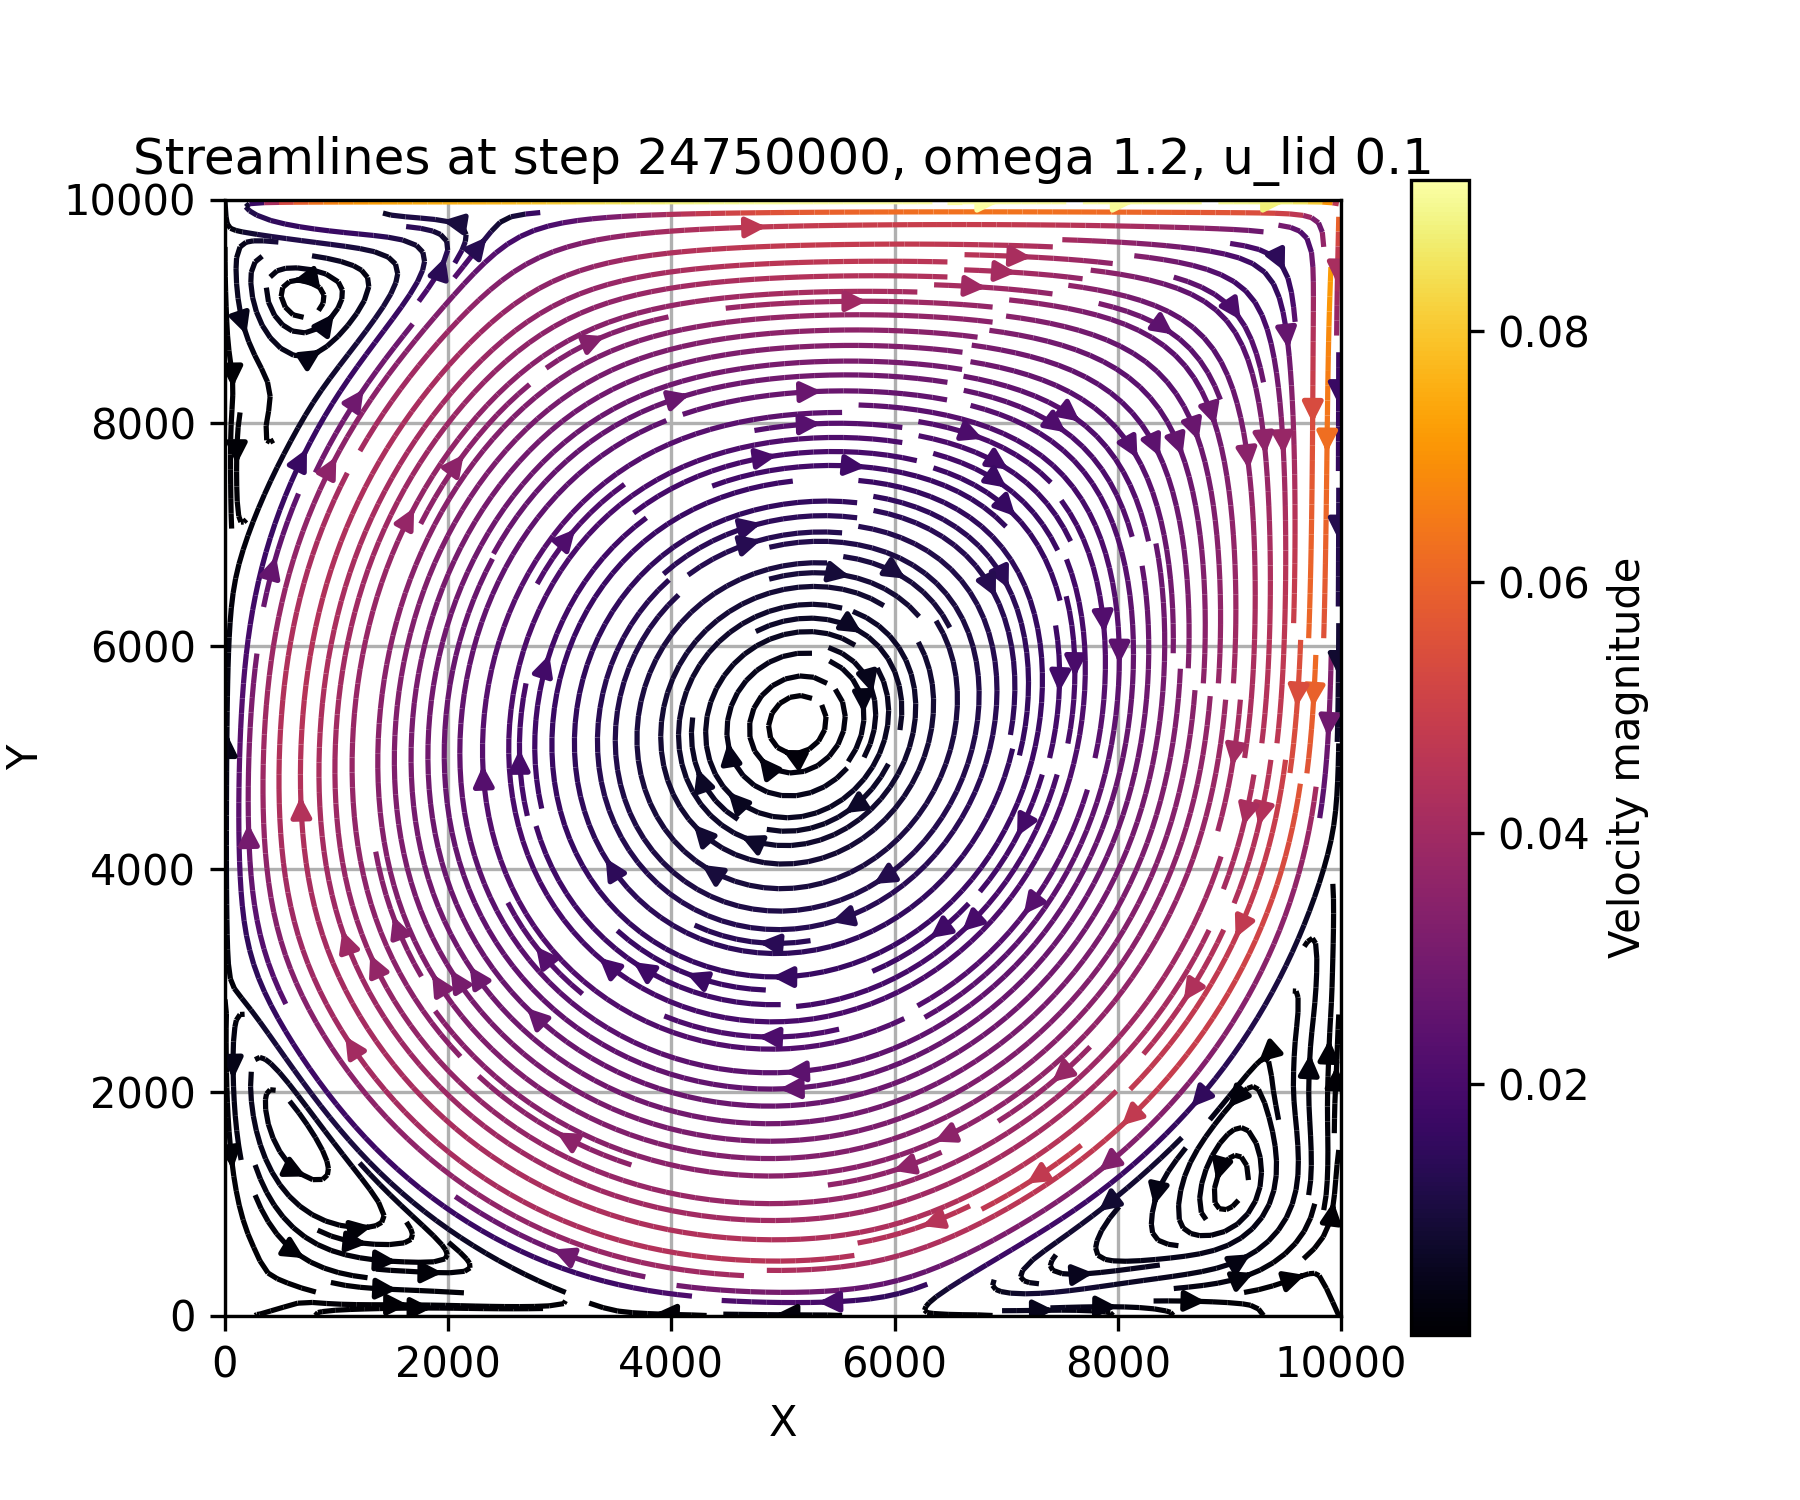 Streamlines at step 24750000, omega 1.2, u_lid 0.1
10000
8000
6000
4000
2000
0
Y
0 2000 4000 6000 8000 10000
X
0.08
0.06
0.04
0.02
Velocity magnitude